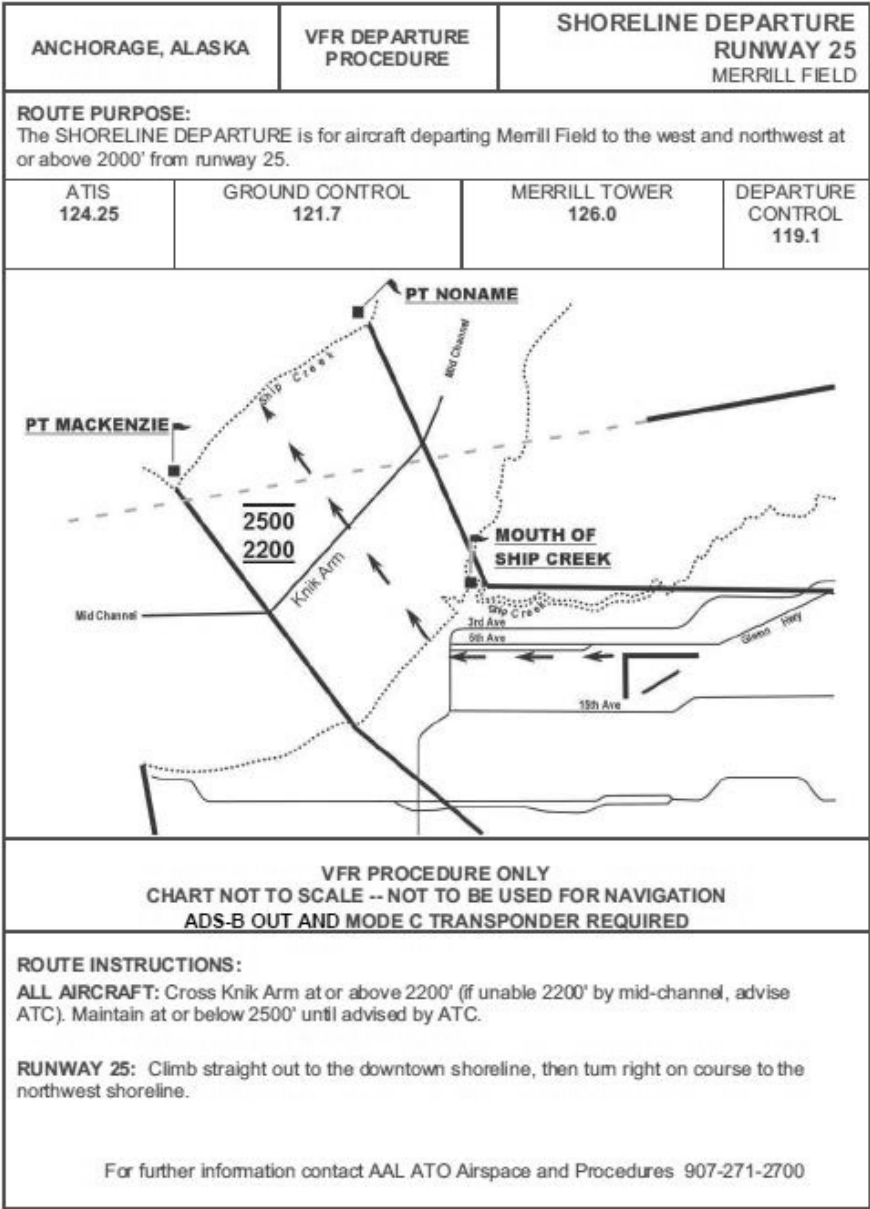 ANCHORAGE, ALASKA
VFR DEPARTURE
PROCEDURE
SHORELINE DEPARTURE
RUNWAY 25
MERRILL FIELD
ROUTE PURPOSE:
The SHORELINE DEPARTURE is for aircraft departing Merrill Field to the west and northwest at
or above 2000' from runway 25.
ATIS
124.25
GROUND CONTROL
121.7
MERRILL TOWER
126.0
DEPARTURE
CONTROL
119.1
PT NONAME
Mid Channel
Ship Creek
PT MACKENZIE
2500
2200
Knik Arm
MOUTH OF
SHIP CREEK
Mid Channel
Ship Creek
3rd Ave
5th Ave
Glenn Hwy
15th Ave
VFR PROCEDURE ONLY
CHART NOT TO SCALE -- NOT TO BE USED FOR NAVIGATION
ADS-B OUT AND MODE C TRANSPONDER REQUIRED
ROUTE INSTRUCTIONS:
ALL AIRCRAFT: Cross Knik Arm at or above 2200' (if unable 2200' by mid-channel, advise
ATC). Maintain at or below 2500' until advised by ATC.
RUNWAY 25: Climb straight out to the downtown shoreline, then turn right on course to the
northwest shoreline.
For further information contact AAL ATO Airspace and Procedures 907-271-2700